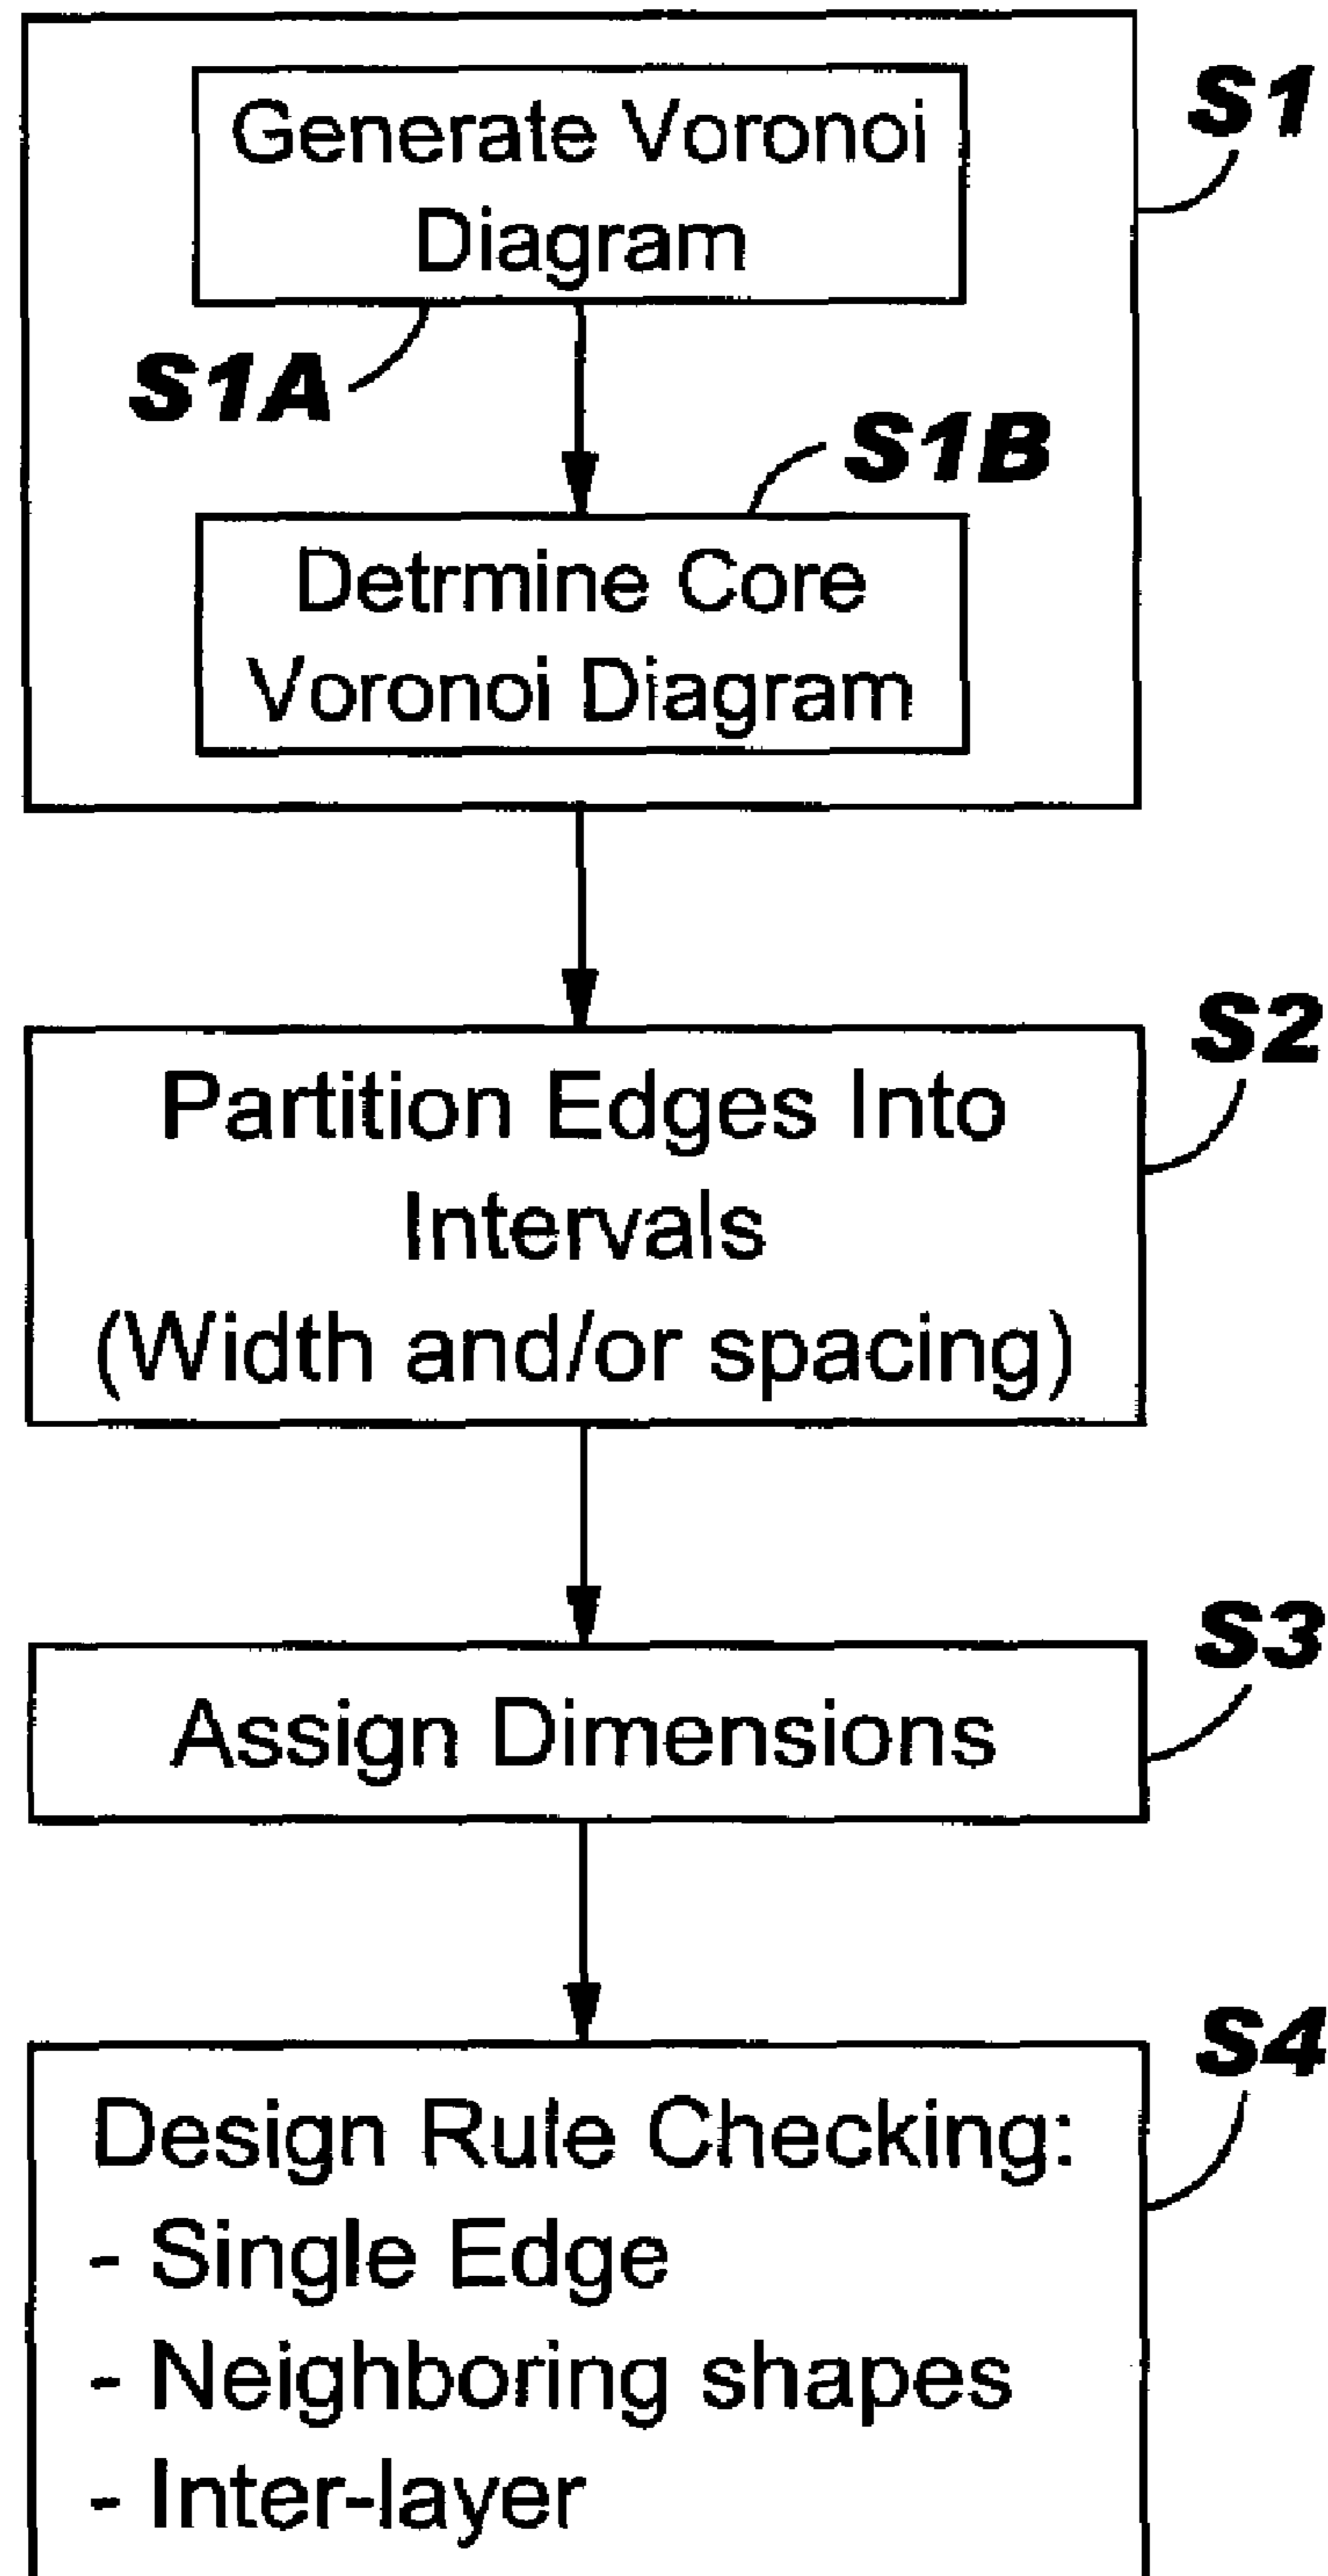 Generate Voronoi
Diagram
S1
S1A
S1B
Detrmine Core
Voronoi Diagram
Partition Edges Into
Intervals
(Width and/or spacing)
S2
Assign Dimensions
S3
Design Rule Checking:
- Single Edge
- Neighboring shapes
- Inter-layer
S4